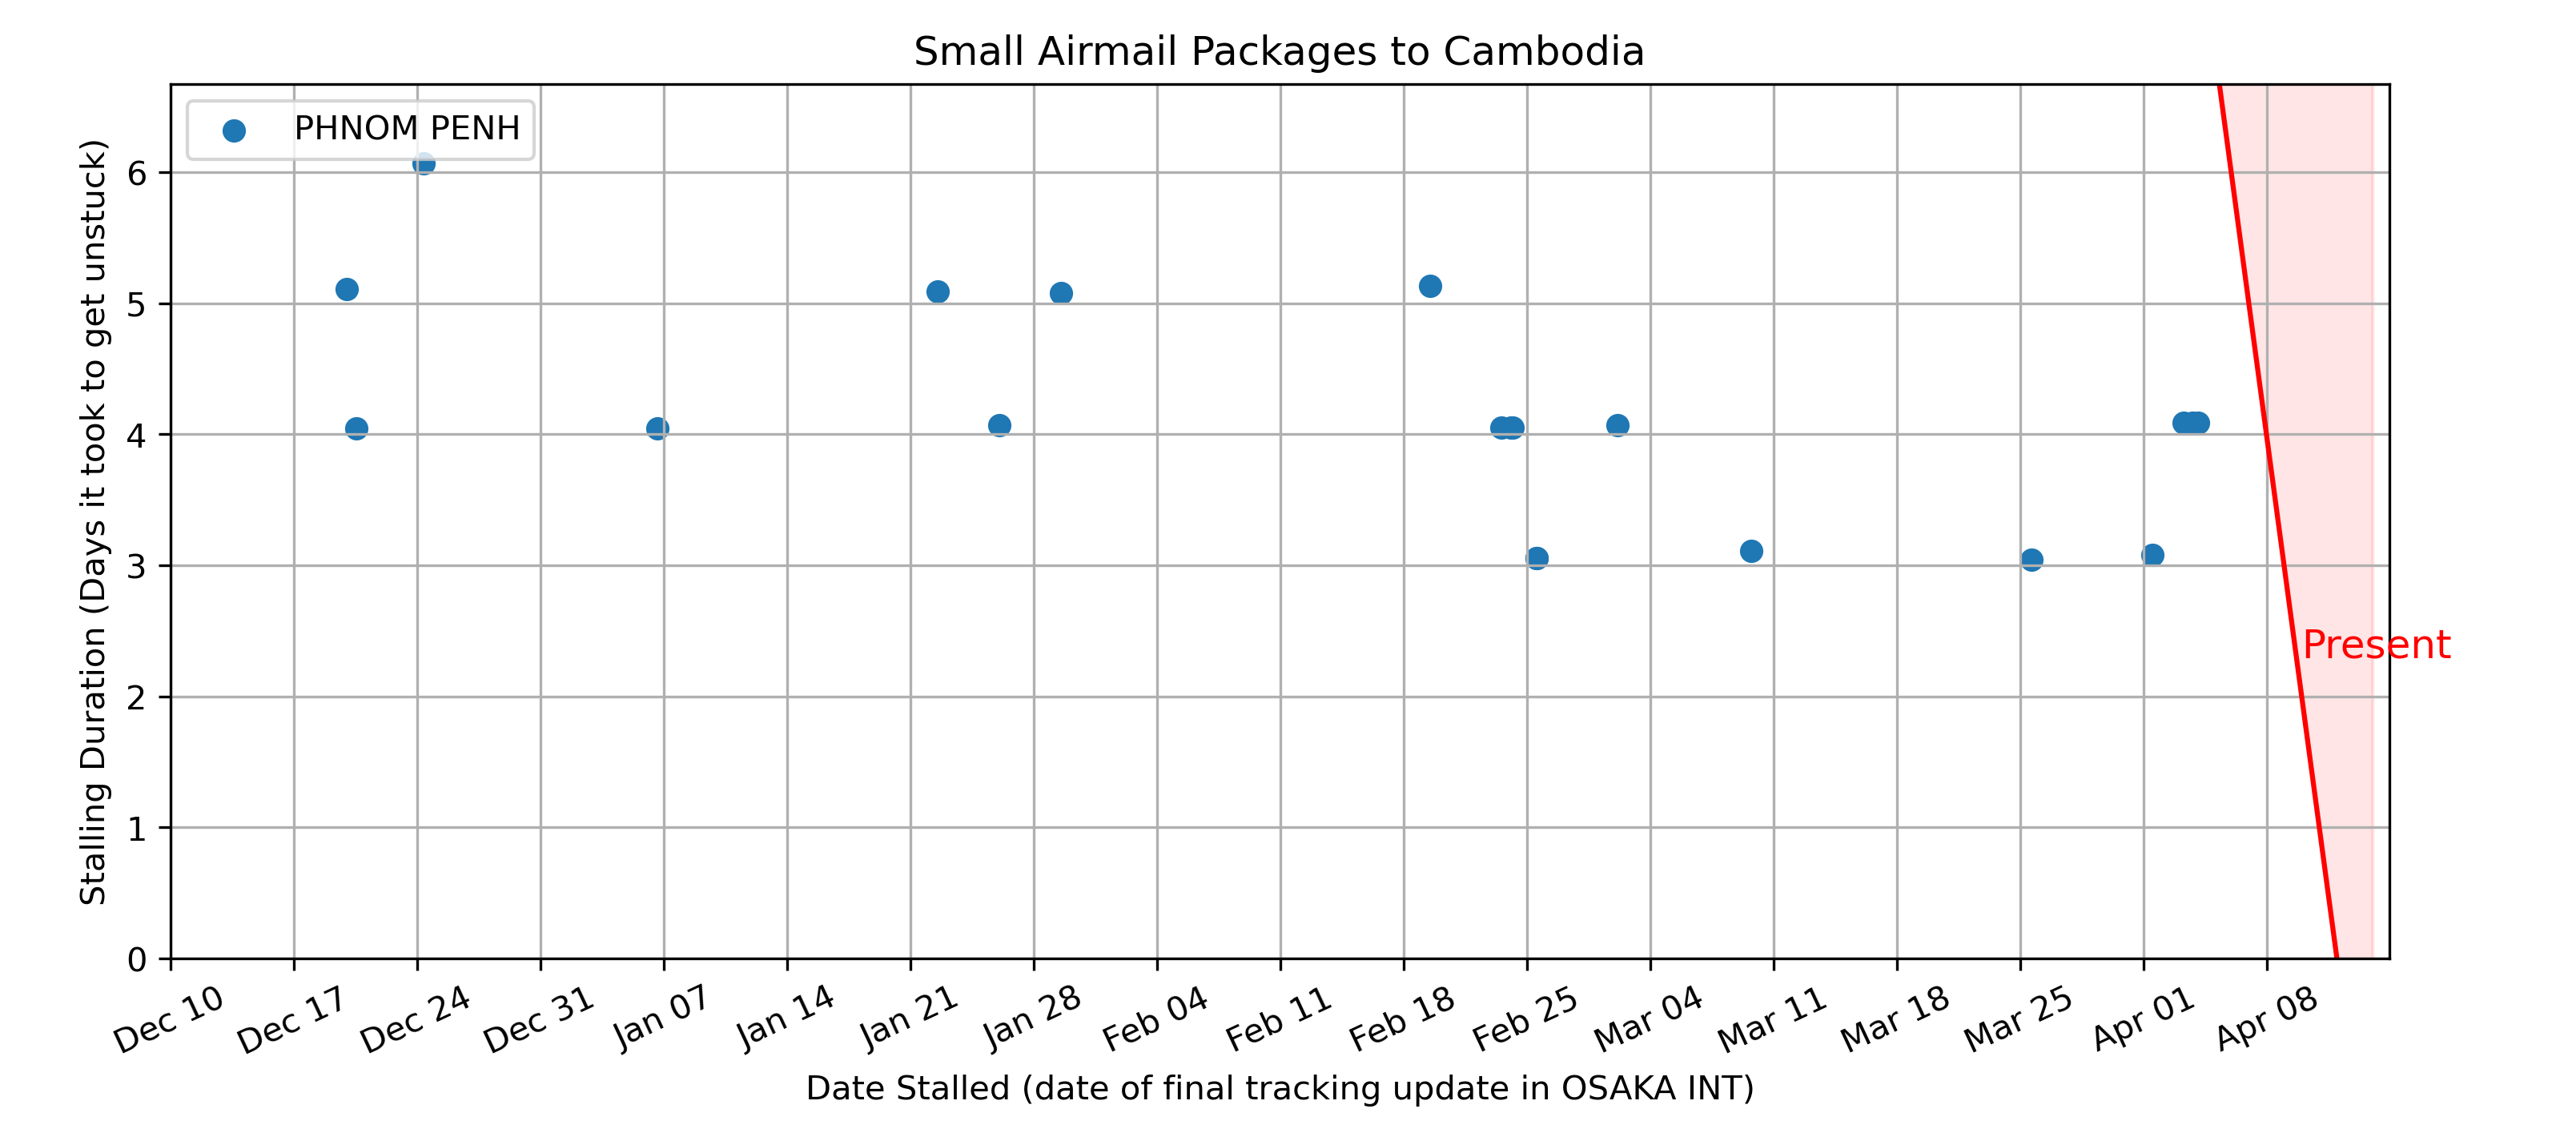 Small Airmail Packages to Cambodia
PHNOM PENH
Stalling Duration (Days it took to get unstuck)
6
5
4
3
2
1
0
Present
Dec 10
Dec 17
Dec 24
Dec 31
Jan 07
Jan 14
Jan 21
Jan 28
Feb 04
Feb 11
Feb 18
Feb 25
Mar 04
Mar 11
Mar 18
Mar 25
Apr 01
Apr 08
Date Stalled (date of final tracking update in OSAKA INT)